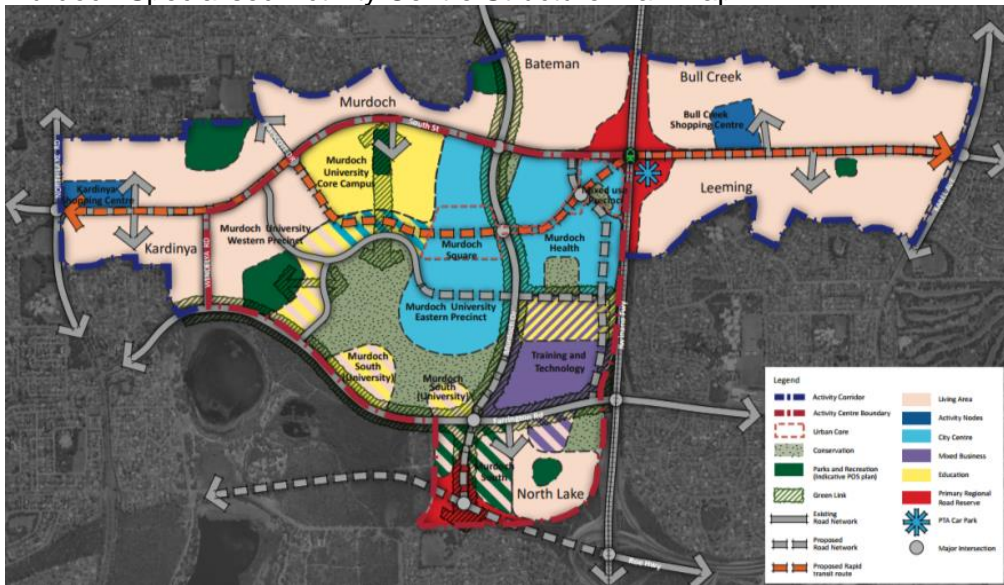 Bateman
Bull Creek
Murdoch
Bull Creek
Shopping Centre
South St
Murdoch
University
Core Campus
Mixed use
Precinct
Kardinya
Shopping Centre
Leeming
Kardinya
Murdoch University
Western Precinct
Murdoch
Square
Murdoch
Health
Murdoch University
Eastern Precinct
Murdoch
South
(University)
Murdoch
South
(University)
Training and
Technology
Farrington Rd
Murdoch
South
North Lake
Roe Hwy
Legend
Activity Corridor
Activity Centre Boundary
Urban Core
Conservation
Parks and Recreation
(Indicative POS plan)
Green Link
Existing
Road Network
Proposed
Road Network
Proposed Rapid
transit route
Living Area
Activity Nodes
City Centre
Mixed Business
Education
Primary Regional
Road Reserve
PTA Car Park
Major Intersection